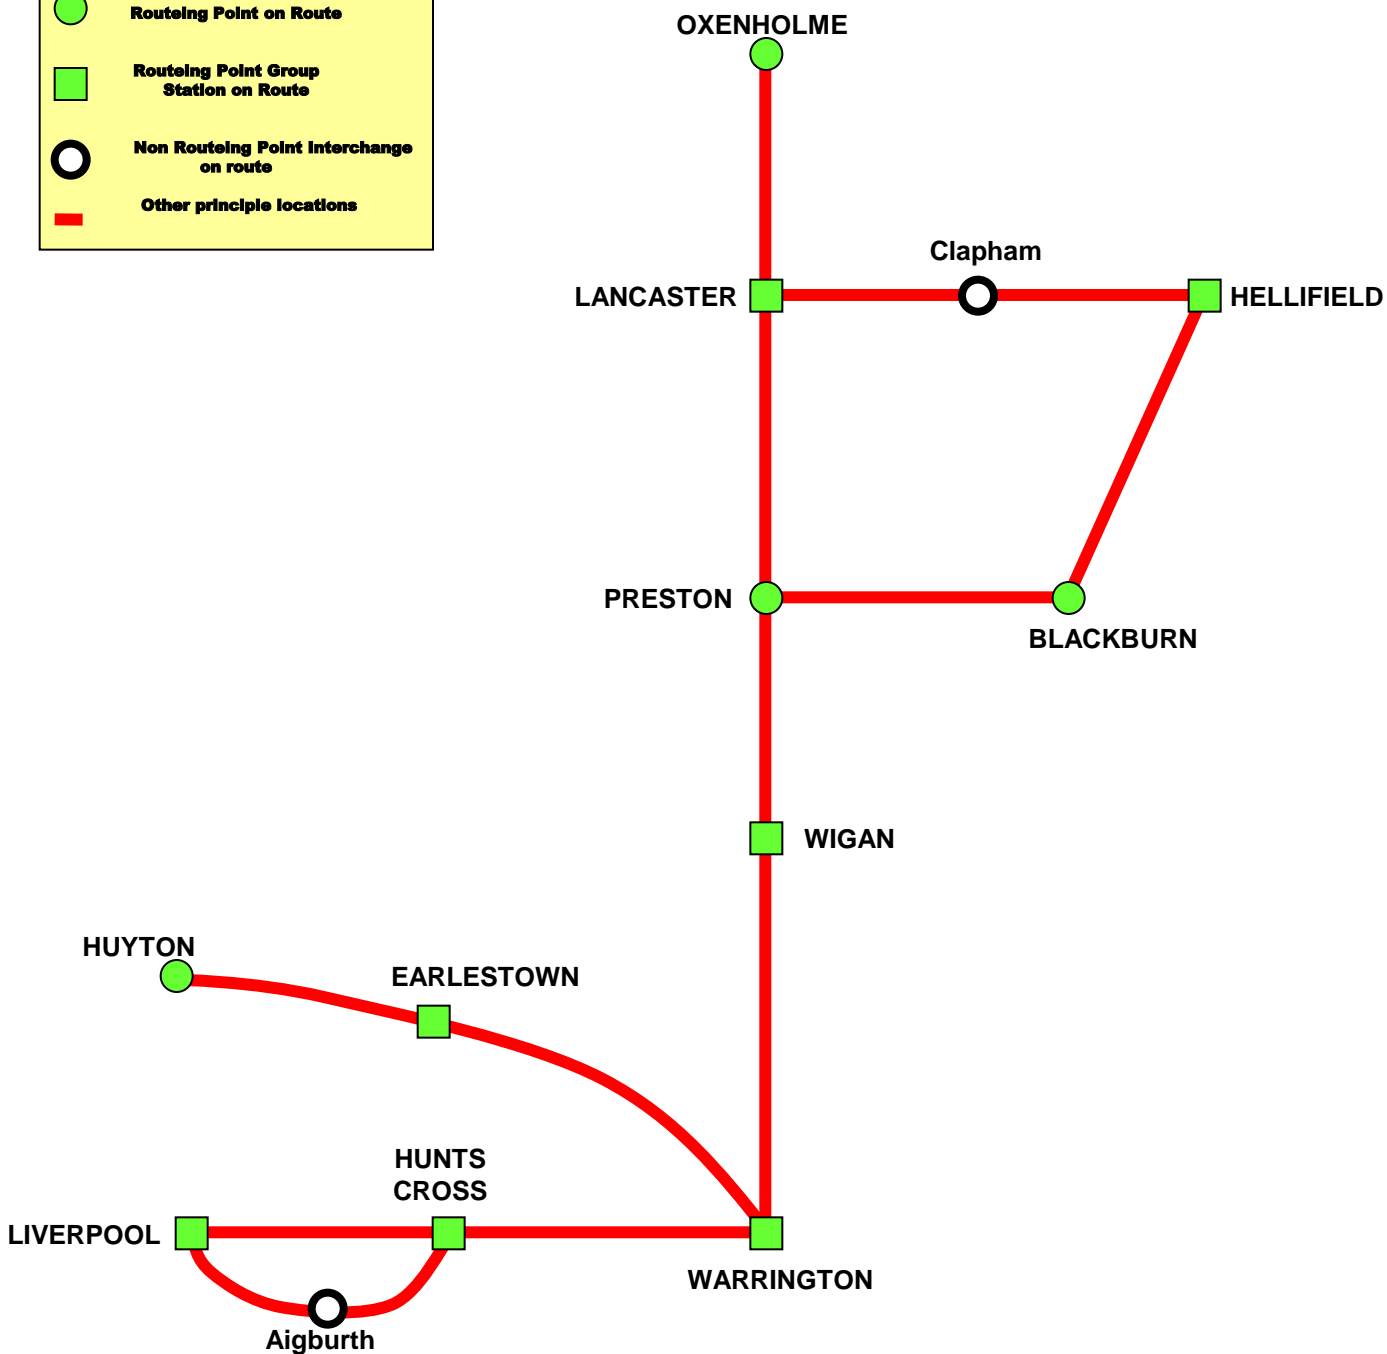 Routeing Point on Route
Routeing Point Group
Station on Route
Non Routeing Point Interchange
on route
Other principle locations
OXENHOLME
Clapham
LANCASTER
HELLIFIELD
PRESTON
BLACKBURN
WIGAN
HUYTON
EARLESTOWN
HUNTS
CROSS
LIVERPOOL
WARRINGTON
Aigburth